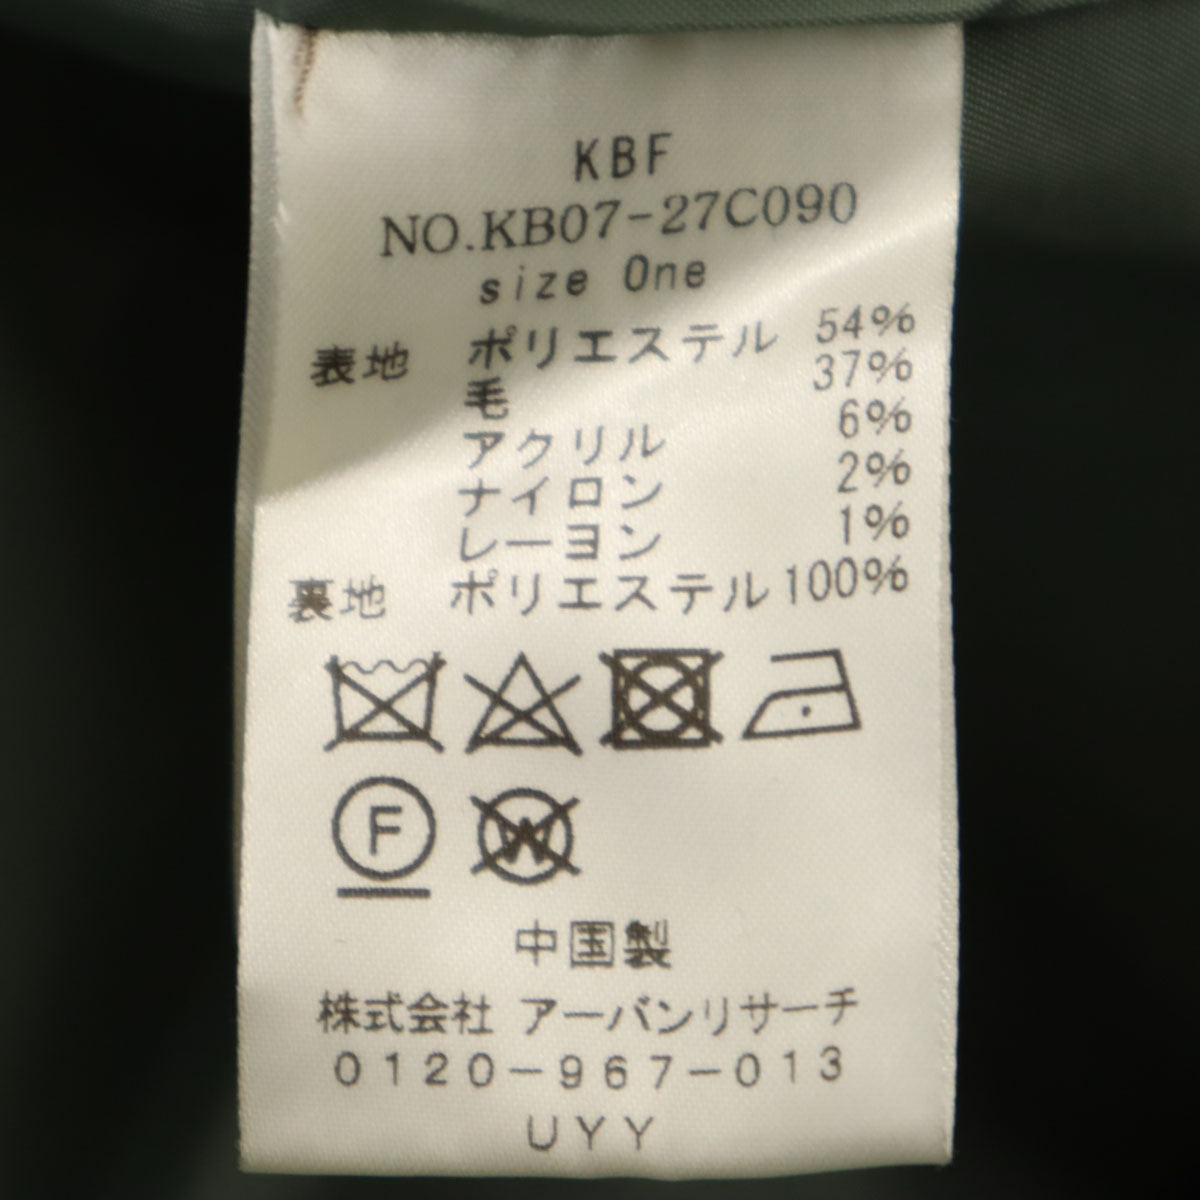 KBF
NO.KB07-27C090
size One
表地 ポリエステル 54%
毛 37%
アクリル 6%
ナイロン 2%
レーヨン 1%
裏地 ポリエステル 100%
F W
中国製
株式会社 アーバンリサーチ
0120-967-013
UYY